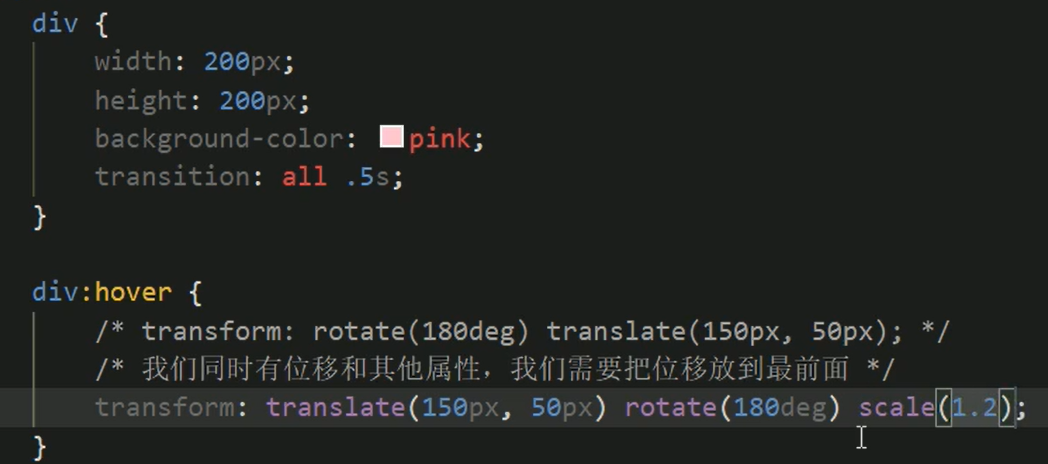 div {
width: 200px;
height: 200px;
background-color: pink;
transition: all .5s;
}
div:hover {
/* transform: rotate(180deg) translate(150px, 50px); */
/* 我们同时有位移和其他属性，我们需要把位移放到最前面 */
transform: translate(150px, 50px) rotate(180deg) scale(1.2);
}